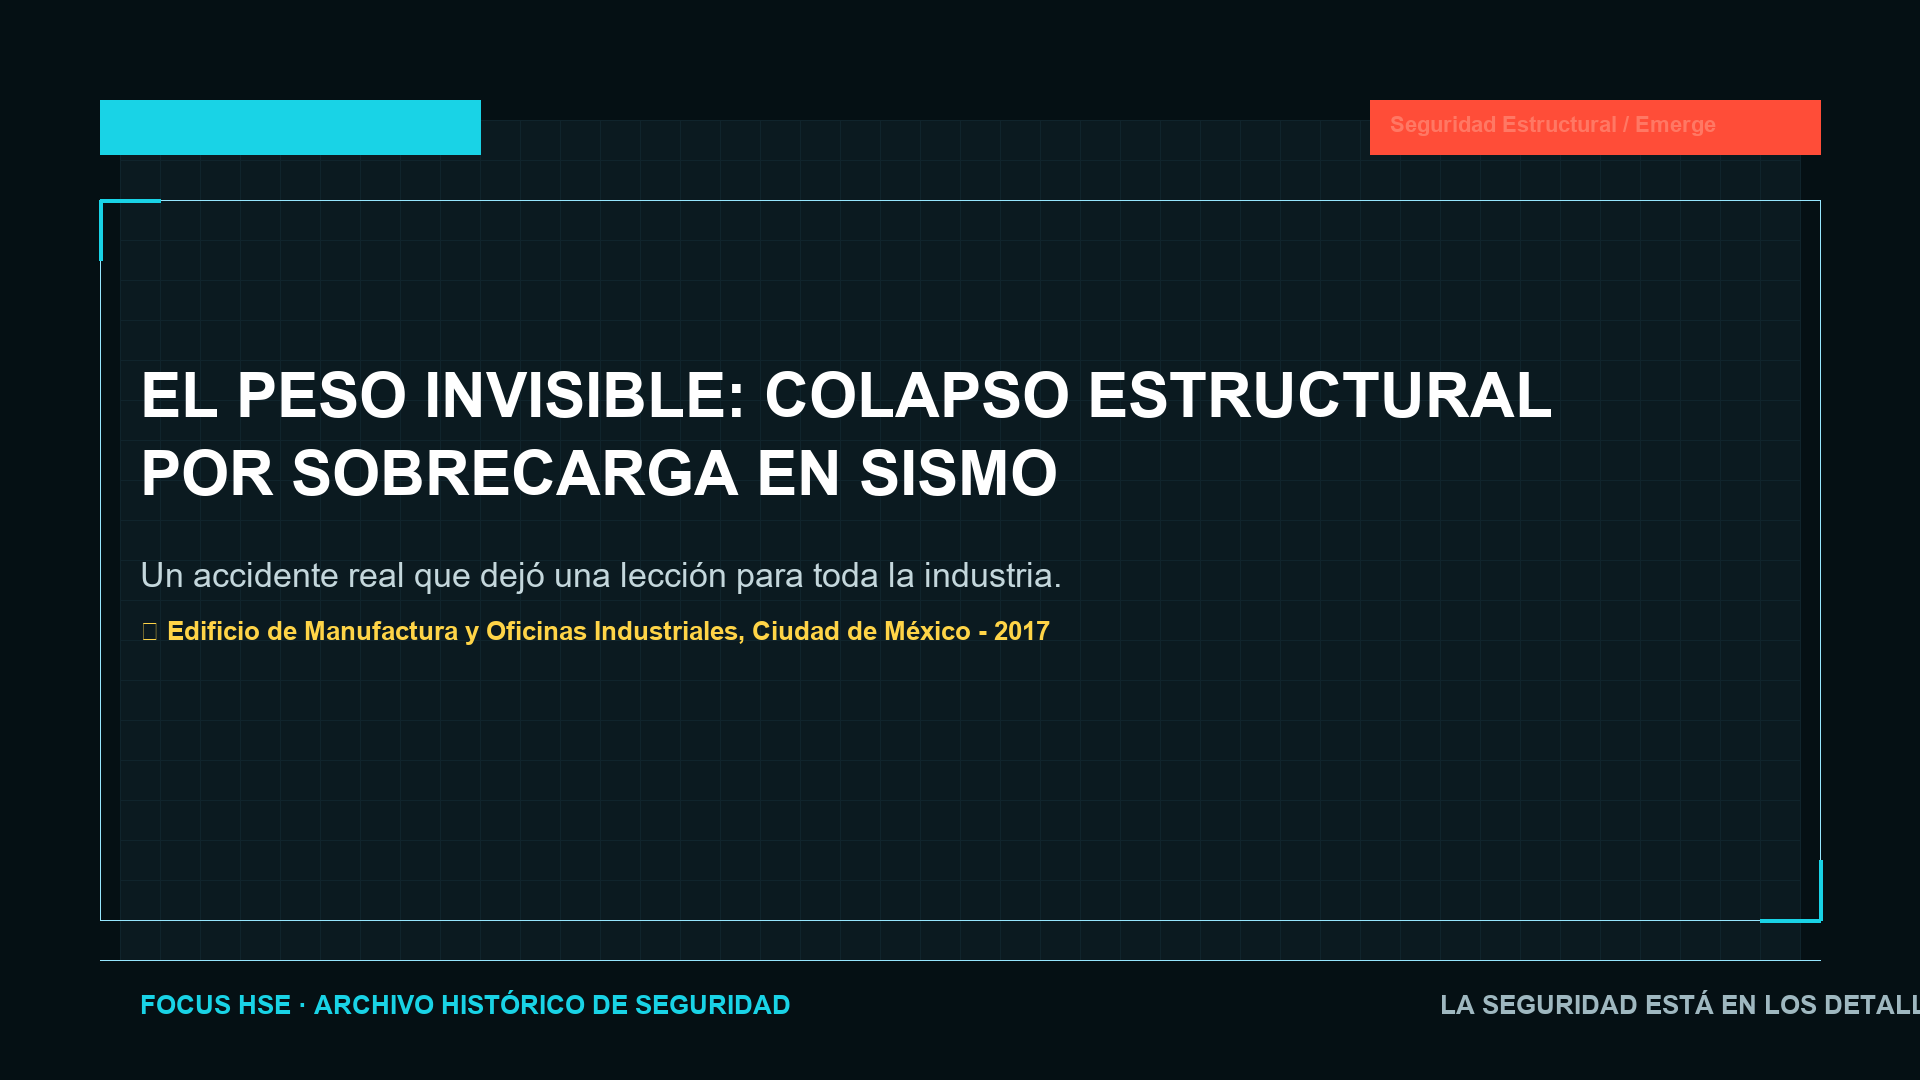 Seguridad Estructural / Emerge
EL PESO INVISIBLE: COLAPSO ESTRUCTURAL
POR SOBRECARGA EN SISMO
Un accidente real que dejó una lección para toda la industria.
Edificio de Manufactura y Oficinas Industriales, Ciudad de México - 2017
FOCUS HSE · ARCHIVO HISTÓRICO DE SEGURIDAD
LA SEGURIDAD ESTÁ EN LOS DETALL